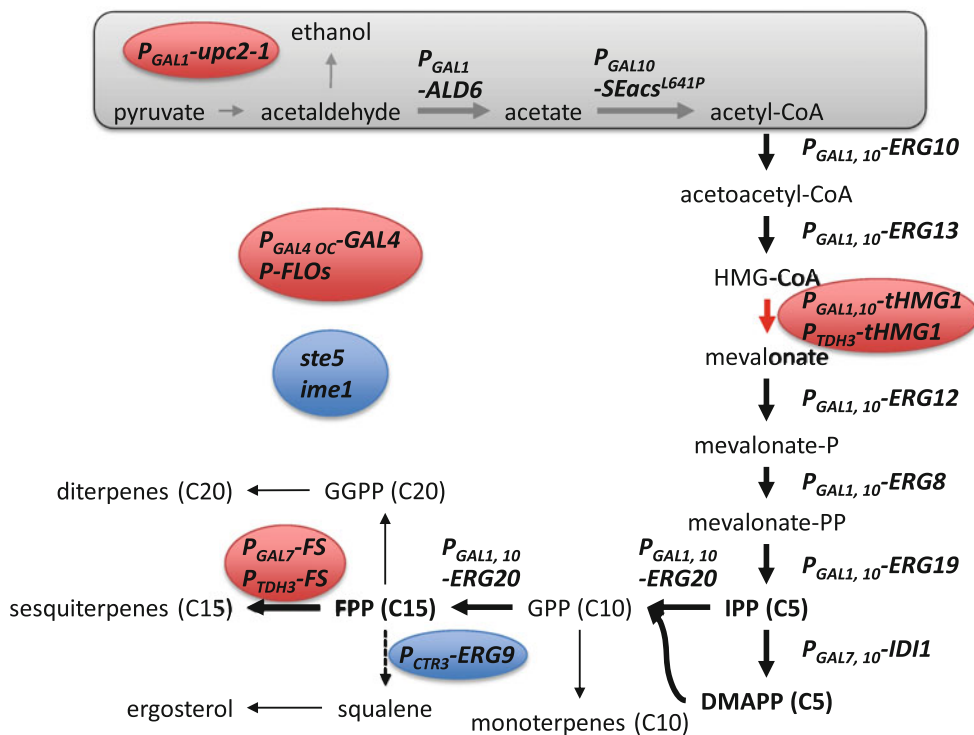 ethanol
P_GAL1-upc2-1
P_GAL1
-ALD6
P_GAL10
-SEacs^L641P
pyruvate
acetaldehyde
acetate
acetyl-CoA
P_GAL1, 10-ERG10
acetoacetyl-CoA
P_GAL1, 10-ERG13
P_GAL4 OC-GAL4
P-FLOs
HMG-CoA
P_GAL1,10-tHMG1
P_TDH3-tHMG1
mevalonate
ste5
ime1
P_GAL1, 10-ERG12
mevalonate-P
P_GAL1, 10-ERG8
diterpenes (C20)
GGPP (C20)
mevalonate-PP
P_GAL7-FS
P_TDH3-FS
P_GAL1, 10
-ERG20
P_GAL1, 10
-ERG20
P_GAL1, 10-ERG19
sesquiterpenes (C15)
FPP (C15)
GPP (C10)
IPP (C5)
P_CTR3-ERG9
P_GAL7, 10-IDI1
ergosterol
squalene
monoterpenes (C10)
DMAPP (C5)